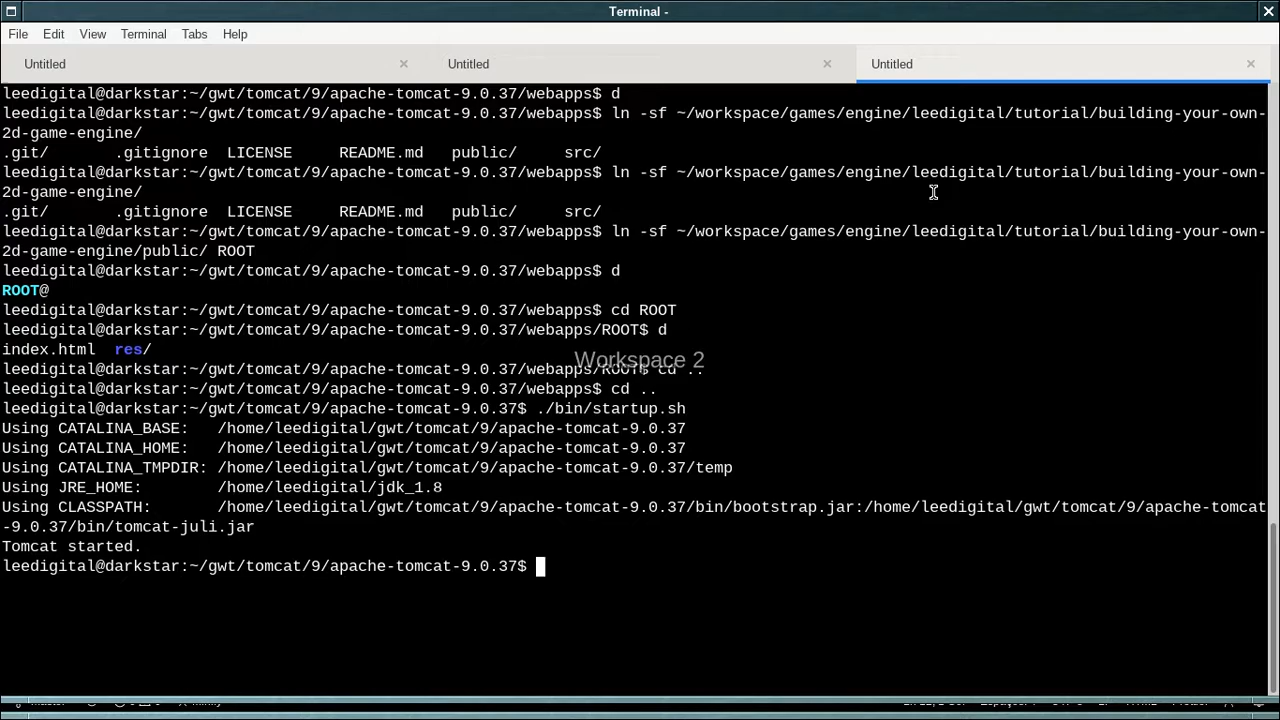 Terminal -
File Edit View Terminal Tabs Help
Untitled Untitled Untitled
leedigital@darkstar:~/gwt/tomcat/9/apache-tomcat-9.0.37/webapps$ d
leedigital@darkstar:~/gwt/tomcat/9/apache-tomcat-9.0.37/webapps$ ln -sf ~/workspace/games/engine/leedigital/tutorial/building-your-own-
2d-game-engine/
.git/ .gitignore LICENSE README.md public/ src/
leedigital@darkstar:~/gwt/tomcat/9/apache-tomcat-9.0.37/webapps$ ln -sf ~/workspace/games/engine/leedigital/tutorial/building-your-own-
2d-game-engine/
.git/ .gitignore LICENSE README.md public/ src/
leedigital@darkstar:~/gwt/tomcat/9/apache-tomcat-9.0.37/webapps$ ln -sf ~/workspace/games/engine/leedigital/tutorial/building-your-own-
2d-game-engine/public/ ROOT
leedigital@darkstar:~/gwt/tomcat/9/apache-tomcat-9.0.37/webapps$ d
ROOT@
leedigital@darkstar:~/gwt/tomcat/9/apache-tomcat-9.0.37/webapps$ cd ROOT
leedigital@darkstar:~/gwt/tomcat/9/apache-tomcat-9.0.37/webapps/ROOT$ d
index.html res/
Workspace 2
leedigital@darkstar:~/gwt/tomcat/9/apache-tomcat-9.0.37/webapps/ROOT$ cd ..
leedigital@darkstar:~/gwt/tomcat/9/apache-tomcat-9.0.37/webapps$ cd ..
leedigital@darkstar:~/gwt/tomcat/9/apache-tomcat-9.0.37$ ./bin/startup.sh
Using CATALINA_BASE: /home/leedigital/gwt/tomcat/9/apache-tomcat-9.0.37
Using CATALINA_HOME: /home/leedigital/gwt/tomcat/9/apache-tomcat-9.0.37
Using CATALINA_TMPDIR: /home/leedigital/gwt/tomcat/9/apache-tomcat-9.0.37/temp
Using JRE_HOME: /home/leedigital/jdk_1.8
Using CLASSPATH: /home/leedigital/gwt/tomcat/9/apache-tomcat-9.0.37/bin/bootstrap.jar:/home/leedigital/gwt/tomcat/9/apache-tomcat
-9.0.37/bin/tomcat-juli.jar
Tomcat started.
leedigital@darkstar:~/gwt/tomcat/9/apache-tomcat-9.0.37$